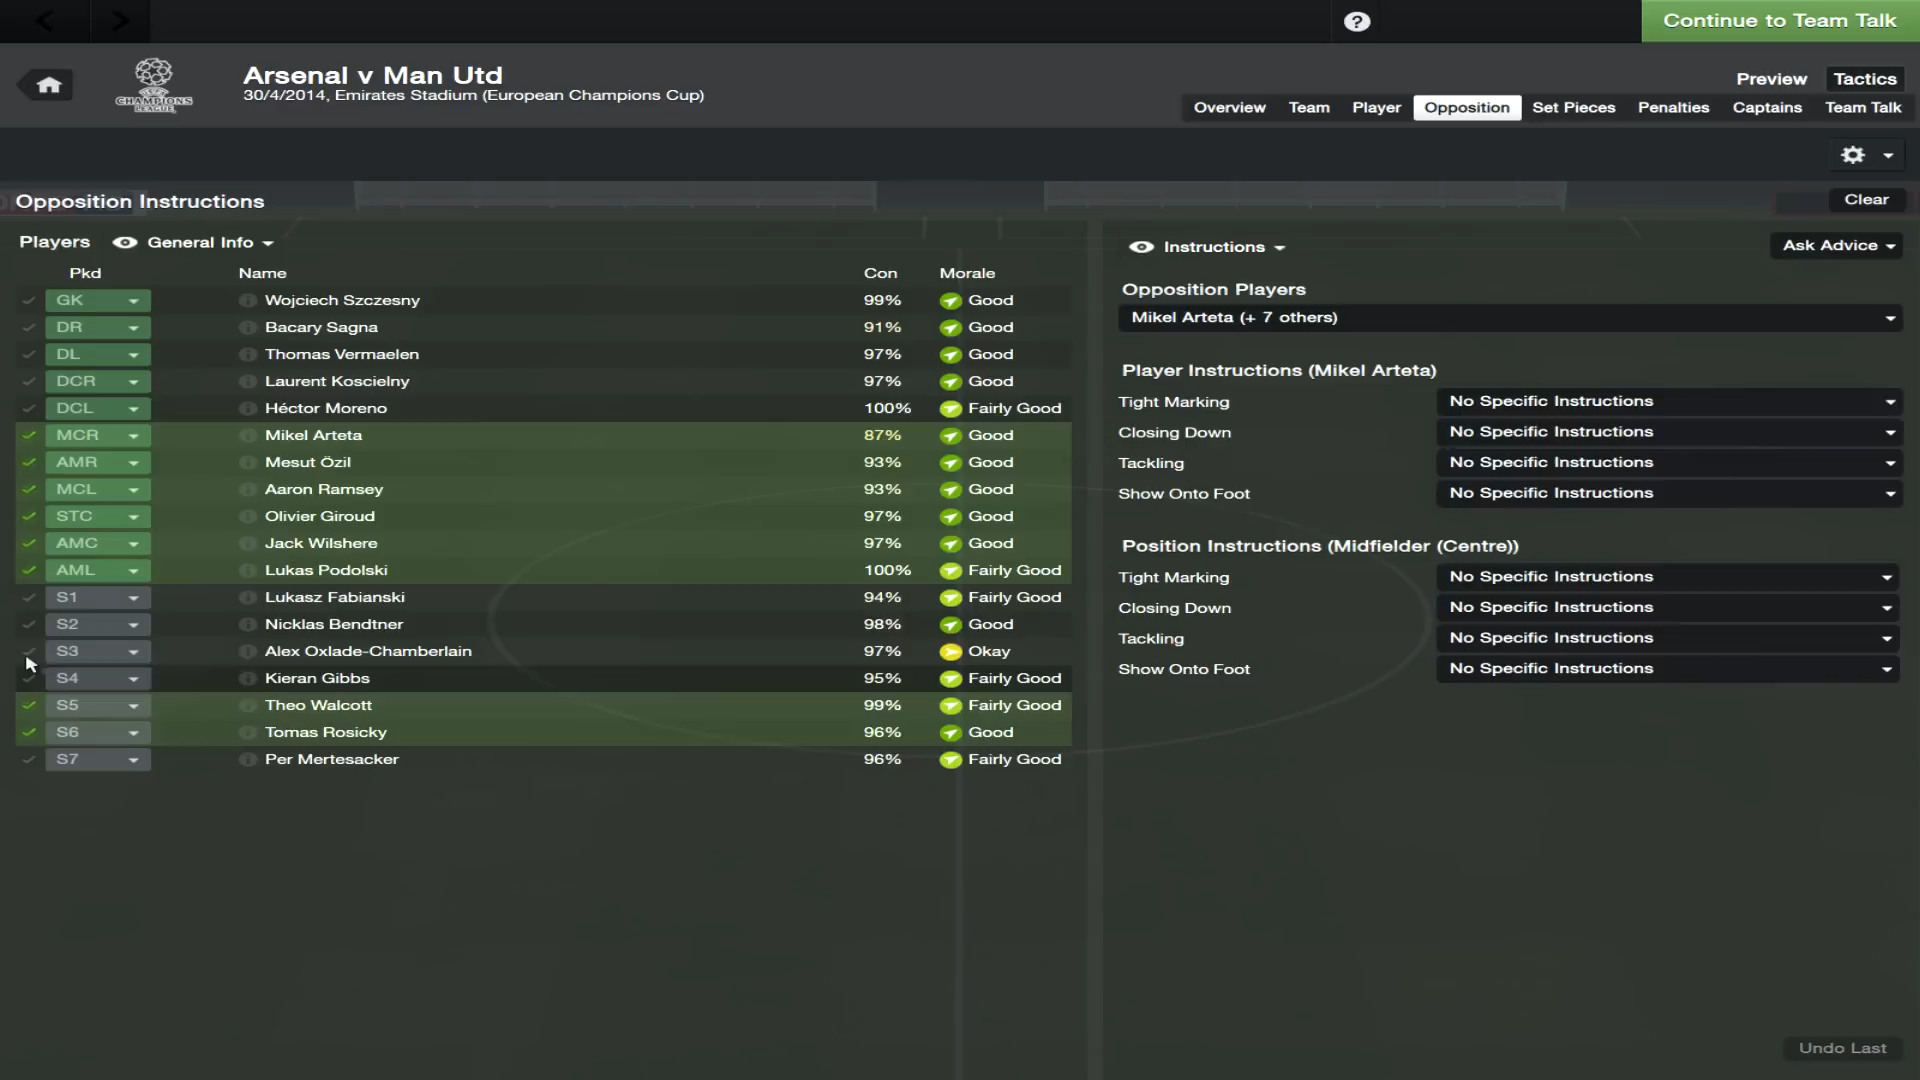 Continue to Team Talk
CHAMPIONS
LEAGUE
Arsenal v Man Utd
30/4/2014, Emirates Stadium (European Champions Cup)
Preview Tactics
Overview Team Player Opposition Set Pieces Penalties Captains Team Talk
Opposition Instructions
Clear
Players General Info
Instructions
Ask Advice
Pkd Name Con Morale
GK Wojciech Szczesny 99% Good
DR Bacary Sagna 91% Good
DL Thomas Vermaelen 97% Good
DCR Laurent Koscielny 97% Good
DCL Héctor Moreno 100% Fairly Good
MCR Mikel Arteta 87% Good
AMR Mesut Özil 93% Good
MCL Aaron Ramsey 93% Good
STC Olivier Giroud 97% Good
AMC Jack Wilshere 97% Good
AML Lukas Podolski 100% Fairly Good
S1 Lukasz Fabianski 94% Fairly Good
S2 Nicklas Bendtner 98% Good
S3 Alex Oxlade-Chamberlain 97% Okay
S4 Kieran Gibbs 95% Fairly Good
S5 Theo Walcott 99% Fairly Good
S6 Tomas Rosicky 96% Good
S7 Per Mertesacker 96% Fairly Good
Opposition Players
Mikel Arteta (+ 7 others)
Player Instructions (Mikel Arteta)
Tight Marking No Specific Instructions
Closing Down No Specific Instructions
Tackling No Specific Instructions
Show Onto Foot No Specific Instructions
Position Instructions (Midfielder (Centre))
Tight Marking No Specific Instructions
Closing Down No Specific Instructions
Tackling No Specific Instructions
Show Onto Foot No Specific Instructions
Undo Last